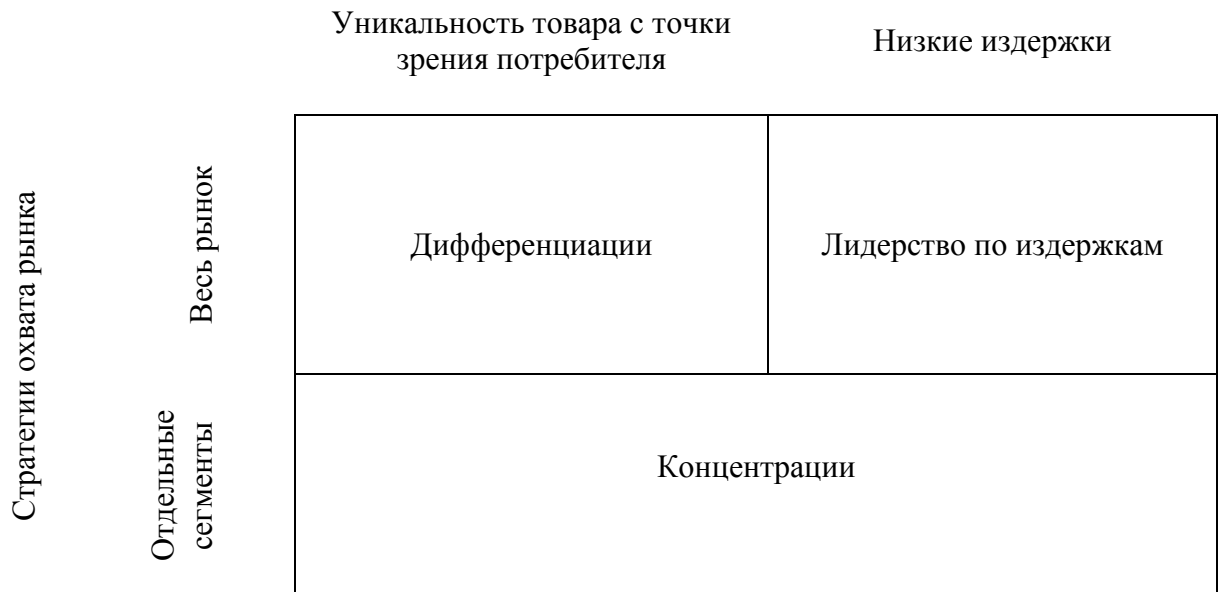 Уникальность товара с точки
зрения потребителя
Низкие издержки
Стратегии охвата рынка
Весь рынок
Дифференциации
Лидерство по издержкам
Отдельные
сегменты
Концентрации